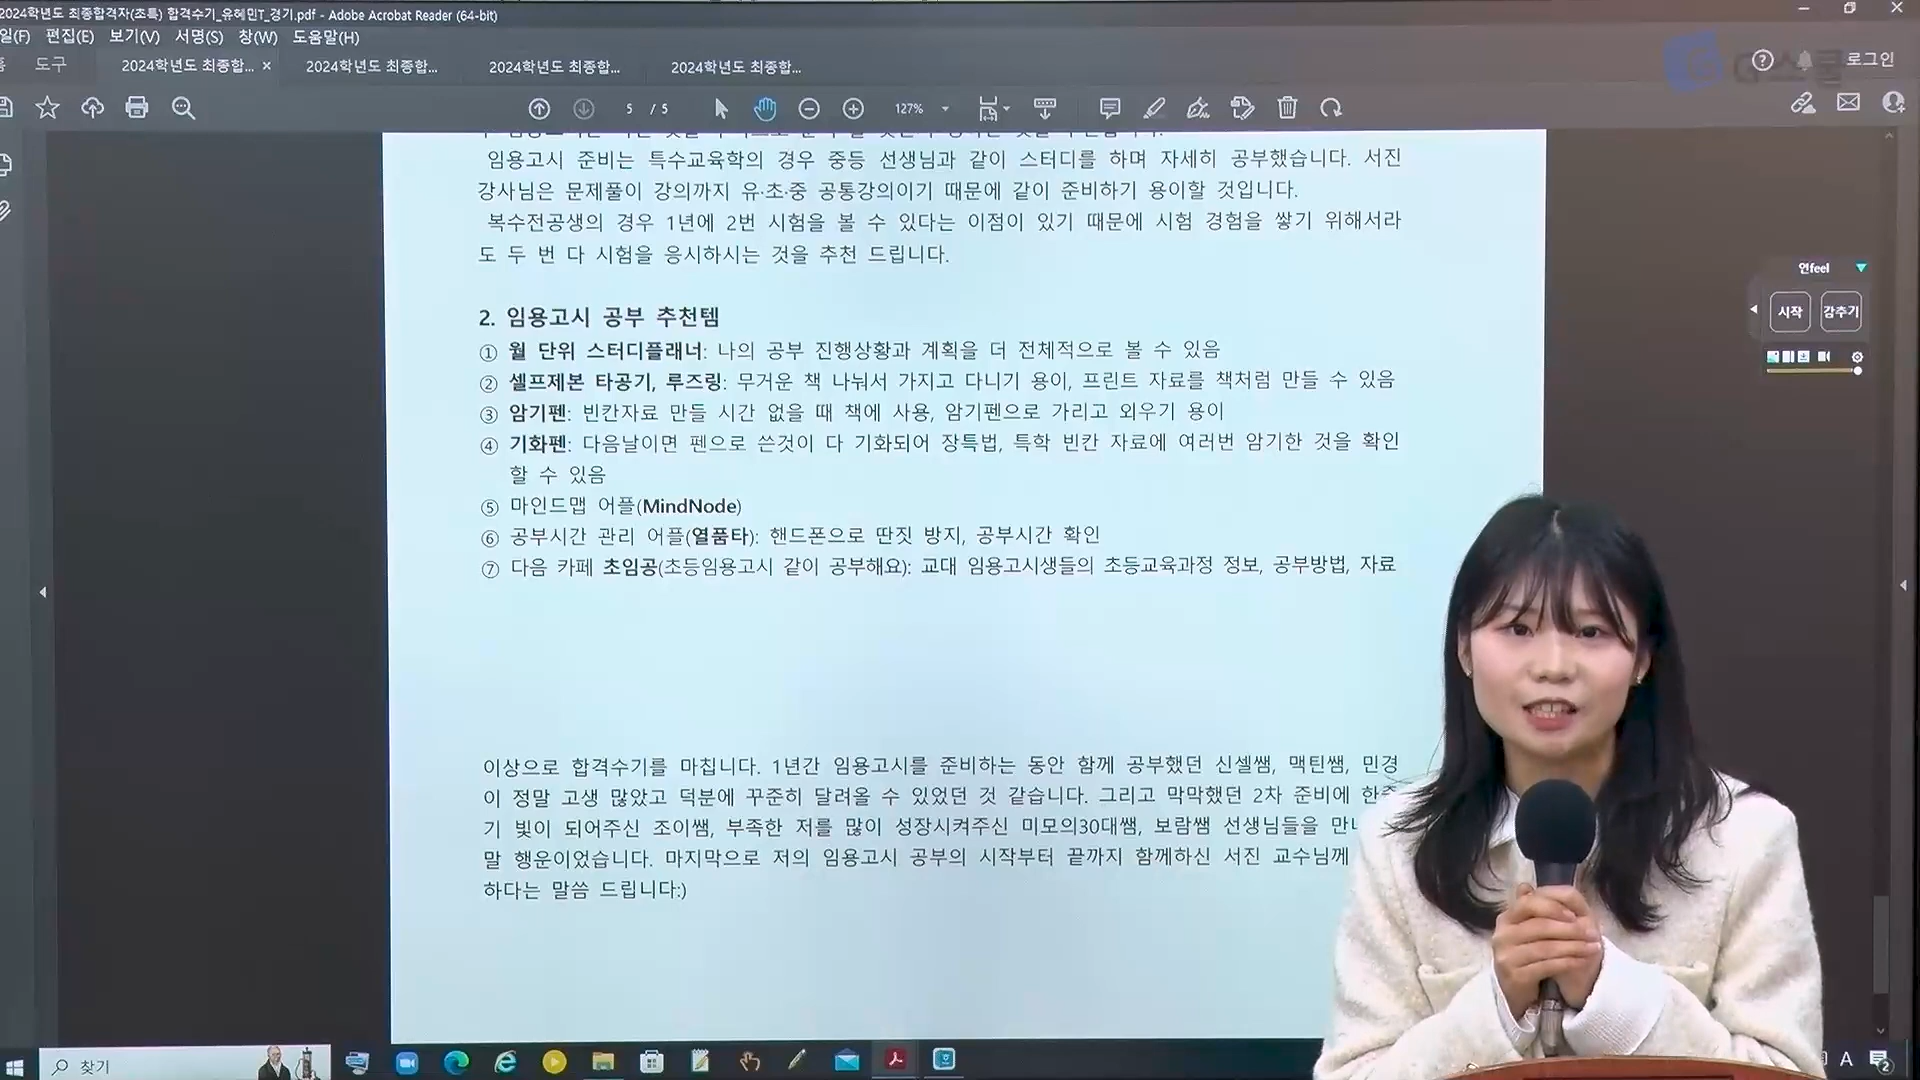 2024학년도 최종합격자(초특) 합격수기_유혜민T_경기.pdf - Adobe Acrobat Reader (64-bit)
일(F) 편집(E) 보기(V) 서명(S) 창(W) 도움말(H)
홈 도구 2024학년도 최종합... × 2024학년도 최종합... 2024학년도 최종합... 2024학년도 최종합... 로그인
G스쿨
5 / 5 127%
임용고시 준비는 특수교육학의 경우 중등 선생님과 같이 스터디를 하며 자세히 공부했습니다. 서진
강사님은 문제풀이 강의까지 유·초·중 공통강의이기 때문에 같이 준비하기 용이할 것입니다.
복수전공생의 경우 1년에 2번 시험을 볼 수 있다는 이점이 있기 때문에 시험 경험을 쌓기 위해서라
도 두 번 다 시험을 응시하시는 것을 추천 드립니다.
2. 임용고시 공부 추천템
① 월 단위 스터디플래너: 나의 공부 진행상황과 계획을 더 전체적으로 볼 수 있음
② 셀프제본 타공기, 루즈링: 무거운 책 나눠서 가지고 다니기 용이, 프린트 자료를 책처럼 만들 수 있음
③ 암기펜: 빈칸자료 만들 시간 없을 때 책에 사용, 암기펜으로 가리고 외우기 용이
④ 기화펜: 다음날이면 펜으로 쓴것이 다 기화되어 장특법, 특학 빈칸 자료에 여러번 암기한 것을 확인
할 수 있음
⑤ 마인드맵 어플(MindNode)
⑥ 공부시간 관리 어플(열품타): 핸드폰으로 딴짓 방지, 공부시간 확인
⑦ 다음 카페 초임공(초등임용고시 같이 공부해요): 교대 임용고시생들의 초등교육과정 정보, 공부방법, 자료
이상으로 합격수기를 마칩니다. 1년간 임용고시를 준비하는 동안 함께 공부했던 신셀쌤, 맥틴쌤, 민경
이 정말 고생 많았고 덕분에 꾸준히 달려올 수 있었던 것 같습니다. 그리고 막막했던 2차 준비에 한줄
기 빛이 되어주신 조이쌤, 부족한 저를 많이 성장시켜주신 미모의30대쌤, 보람쌤 선생님들을 만나
말 행운이었습니다. 마지막으로 저의 임용고시 공부의 시작부터 끝까지 함께하신 서진 교수님께
하다는 말씀 드립니다:)
인feel
시작 감추기
찾기
A 2